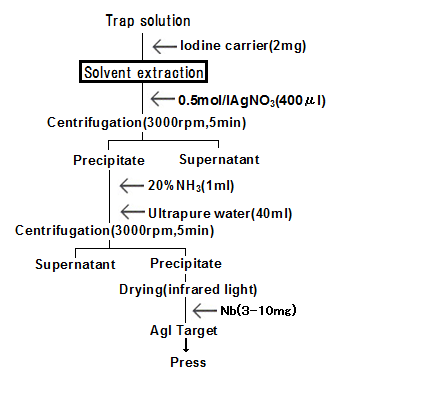 Trap solution
Iodine carrier(2mg)
Solvent extraction
0.5mol/lAgNO₃(400μl)
Centrifugation(3000rpm,5min)
Precipitate Supernatant
20%NH₃(1ml)
Ultrapure water(40ml)
Centrifugation(3000rpm,5min)
Supernatant Precipitate
Drying(infrared light)
Nb(3-10mg)
AgI Target
Press